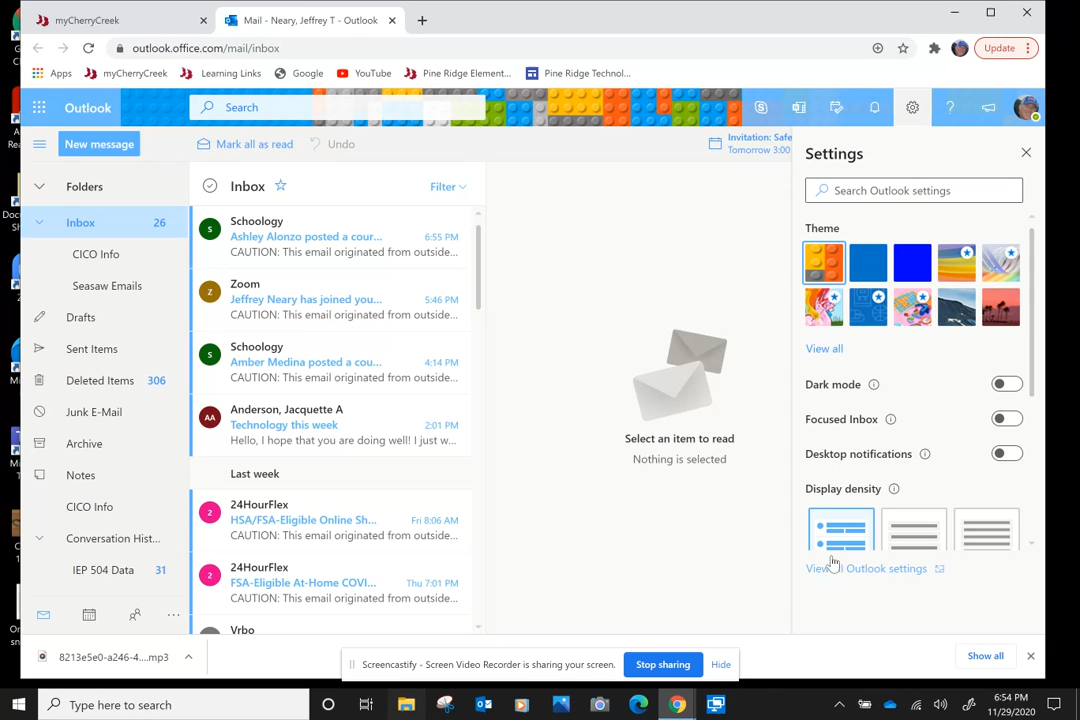 myCherryCreek
Mail - Neary, Jeffrey T - Outlook
outlook.office.com/mail/inbox
Update
Apps
myCherryCreek
Learning Links
Google
YouTube
Pine Ridge Element...
Pine Ridge Technol...
Outlook
Search
New message
Mark all as read
Undo
Invitation: Safe
Tomorrow 3:00
Folders
Inbox 26
CICO Info
Seasaw Emails
Drafts
Sent Items
Deleted Items 306
Junk E-Mail
Archive
Notes
CICO Info
Conversation Hist...
IEP 504 Data 31
Inbox
Filter
S
Schoology
Ashley Alonzo posted a cour... 6:55 PM
CAUTION: This email originated from outside...
Z
Zoom
Jeffrey Neary has joined you... 5:46 PM
CAUTION: This email originated from outside...
S
Schoology
Amber Medina posted a cou... 4:14 PM
CAUTION: This email originated from outside...
AA
Anderson, Jacquette A
Technology this week 2:01 PM
Hello, I hope that you are doing well! I just w...
Last week
2
24HourFlex
HSA/FSA-Eligible Online Sh... Fri 8:06 AM
CAUTION: This email originated from outside...
2
24HourFlex
FSA-Eligible At-Home COVI... Thu 7:01 PM
CAUTION: This email originated from outside...
Vrbo
Select an item to read
Nothing is selected
Settings
Search Outlook settings
Theme
View all
Dark mode
Focused Inbox
Desktop notifications
Display density
View all Outlook settings
8213e5e0-a246-4....mp3
Screencastify - Screen Video Recorder is sharing your screen.
Stop sharing
Hide
Show all
Type here to search
6:54 PM
11/29/2020